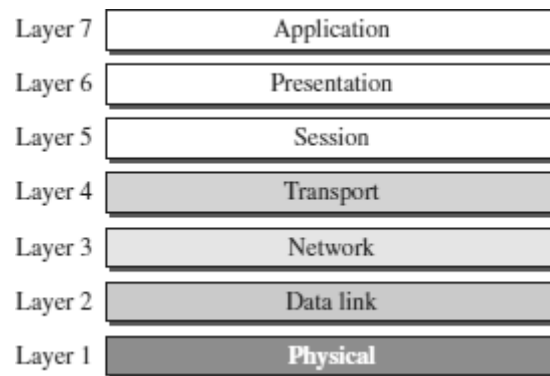 Layer 7 Application
Layer 6 Presentation
Layer 5 Session
Layer 4 Transport
Layer 3 Network
Layer 2 Data link
Layer 1 Physical